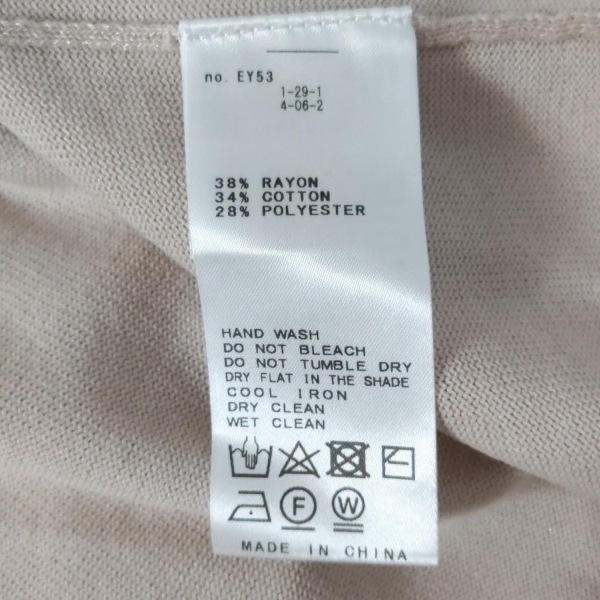 no. EY53
1-29-1
4-06-2
38% RAYON
34% COTTON
28% POLYESTER
HAND WASH
DO NOT BLEACH
DO NOT TUMBLE DRY
DRY FLAT IN THE SHADE
COOL IRON
DRY CLEAN
WET CLEAN
F W
MADE IN CHINA